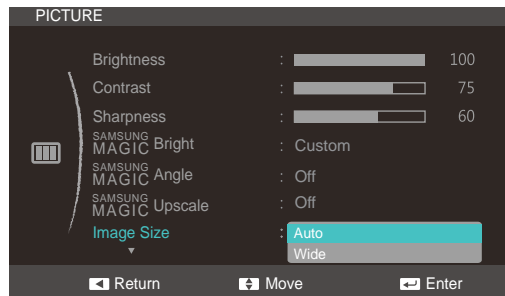 PICTURE
Brightness : 100
Contrast : 75
Sharpness : 60
SAMSUNG MAGIC Bright : Custom
SAMSUNG MAGIC Angle : Off
SAMSUNG MAGIC Upscale : Off
Image Size : Auto
Wide
Return Move Enter